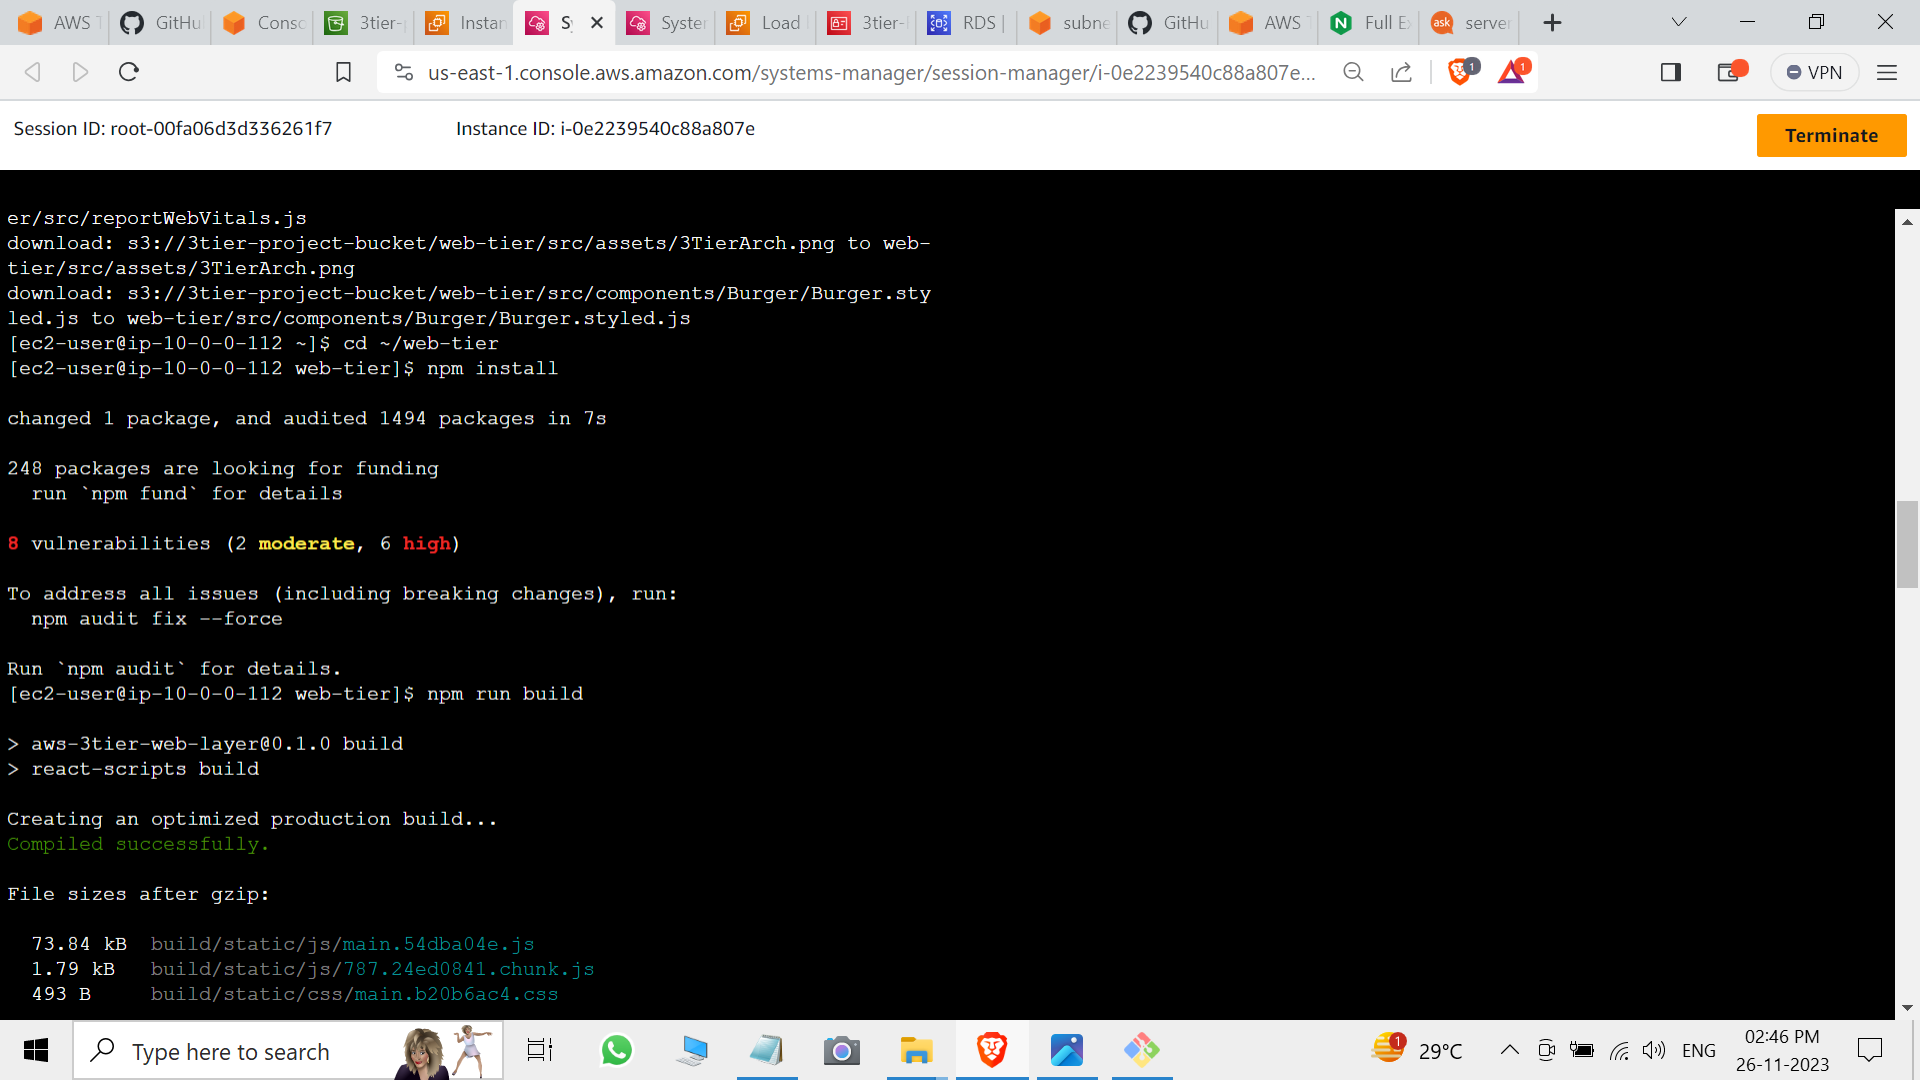 AWS T
GitHu
Conso
3tier-p
Instan
Sy
System
Load
3tier-
RDS |
subne
GitHu
AWS T
Full Ex
ask
server
us-east-1.console.aws.amazon.com/systems-manager/session-manager/i-0e2239540c88a807e...
1
1
VPN
Session ID: root-00fa06d3d336261f7
Instance ID: i-0e2239540c88a807e
Terminate
er/src/reportWebVitals.js
download: s3://3tier-project-bucket/web-tier/src/assets/3TierArch.png to web-
tier/src/assets/3TierArch.png
download: s3://3tier-project-bucket/web-tier/src/components/Burger/Burger.sty
led.js to web-tier/src/components/Burger/Burger.styled.js
[ec2-user@ip-10-0-0-112 ~]$ cd ~/web-tier
[ec2-user@ip-10-0-0-112 web-tier]$ npm install
changed 1 package, and audited 1494 packages in 7s
248 packages are looking for funding
run `npm fund` for details
8 vulnerabilities (2 moderate, 6 high)
To address all issues (including breaking changes), run:
npm audit fix --force
Run `npm audit` for details.
[ec2-user@ip-10-0-0-112 web-tier]$ npm run build
> aws-3tier-web-layer@0.1.0 build
> react-scripts build
Creating an optimized production build...
Compiled successfully.
File sizes after gzip:
73.84 kB build/static/js/main.54dba04e.js
1.79 kB build/static/js/787.24ed0841.chunk.js
493 B build/static/css/main.b20b6ac4.css
Type here to search
1
29°C
ENG
02:46 PM
26-11-2023